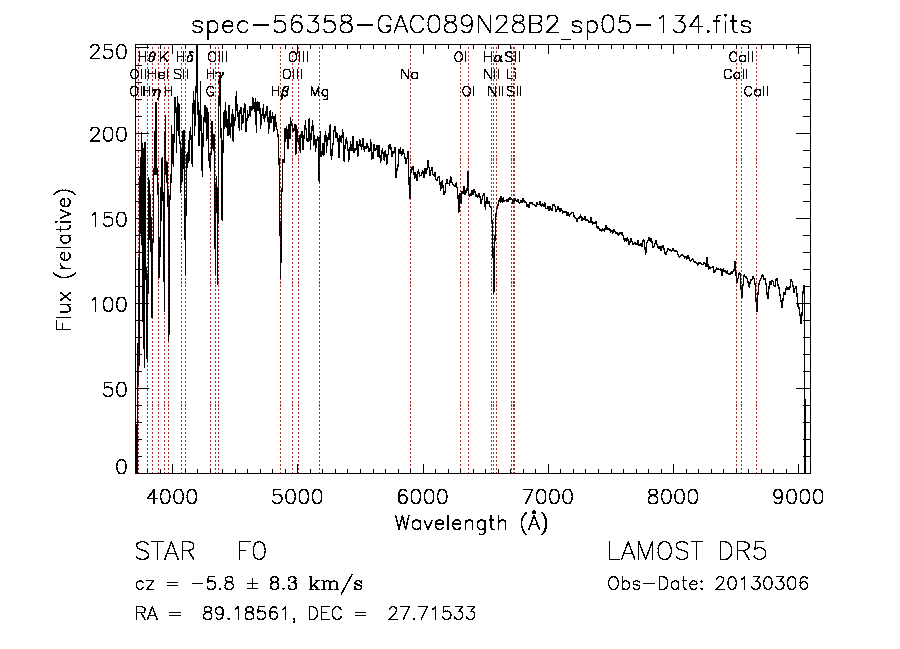 spec-56358-GAC089N28B2_sp05-134.fits
Hθ K Hδ OIII OIII OI Hα SII CaII
OII HeI SII Hγ OIII Na NII Li CaII
OII Hη H G Hβ Mg OI NII SII CaII
250
200
150
100
50
0
Flux (relative)
4000 5000 6000 7000 8000 9000
Wavelength (Å)
STAR F0 LAMOST DR5
cz = −5.8 ± 8.3 km/s Obs-Date: 20130306
RA = 89.18561, DEC = 27.71533